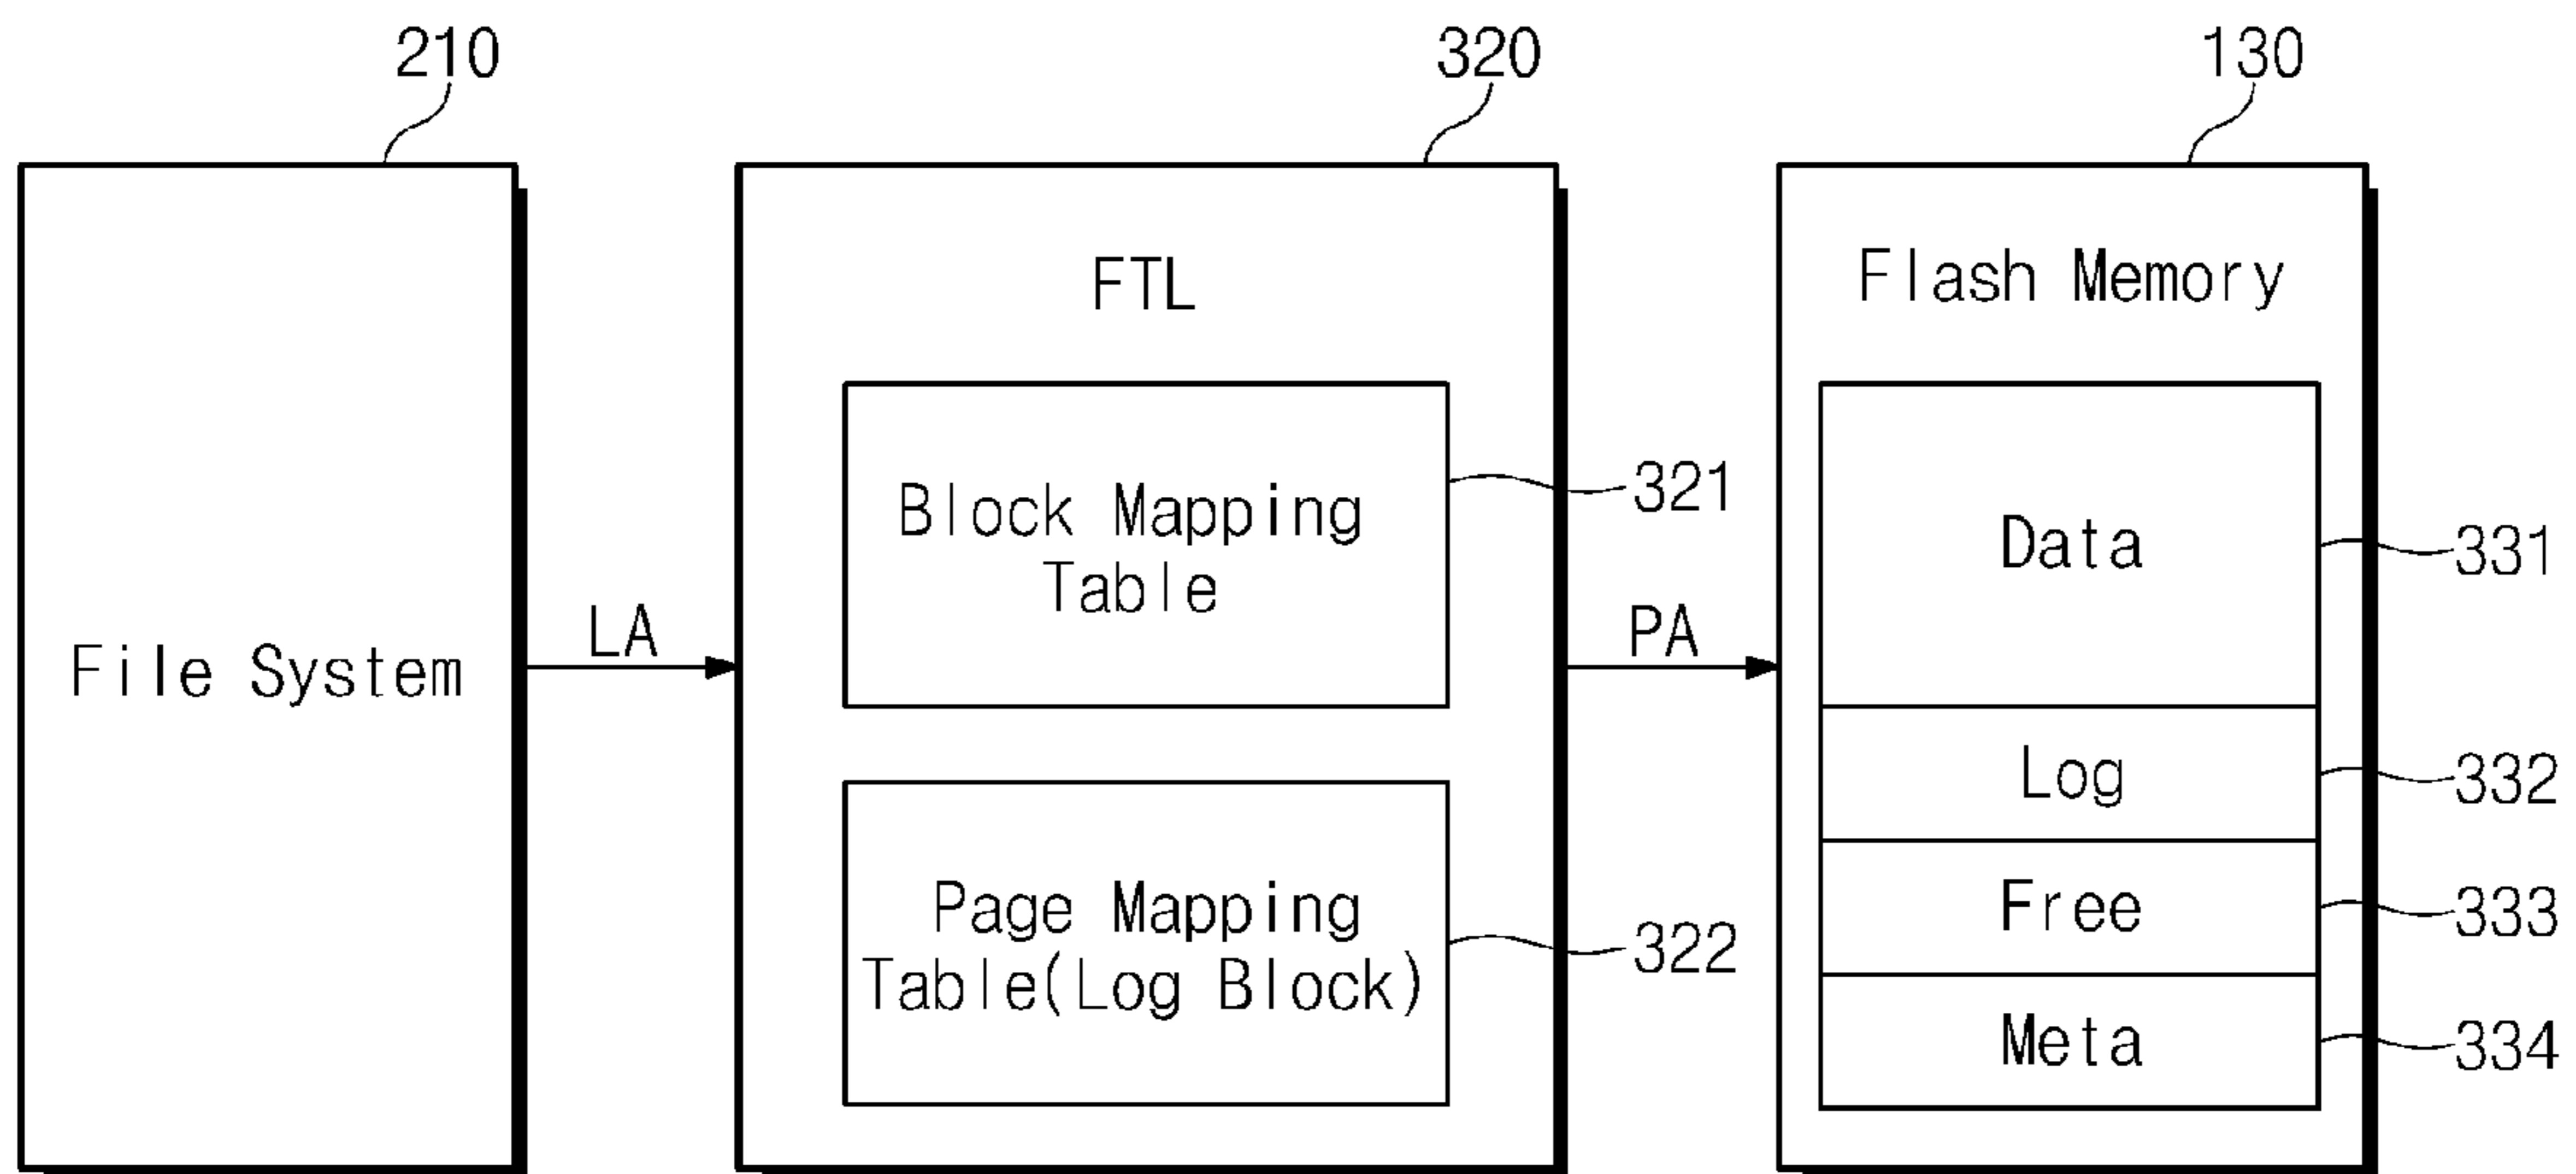 210
320
130
File System
LA
FTL
Block Mapping
Table
321
Page Mapping
Table(Log Block)
322
PA
Flash Memory
Data
331
Log
332
Free
333
Meta
334